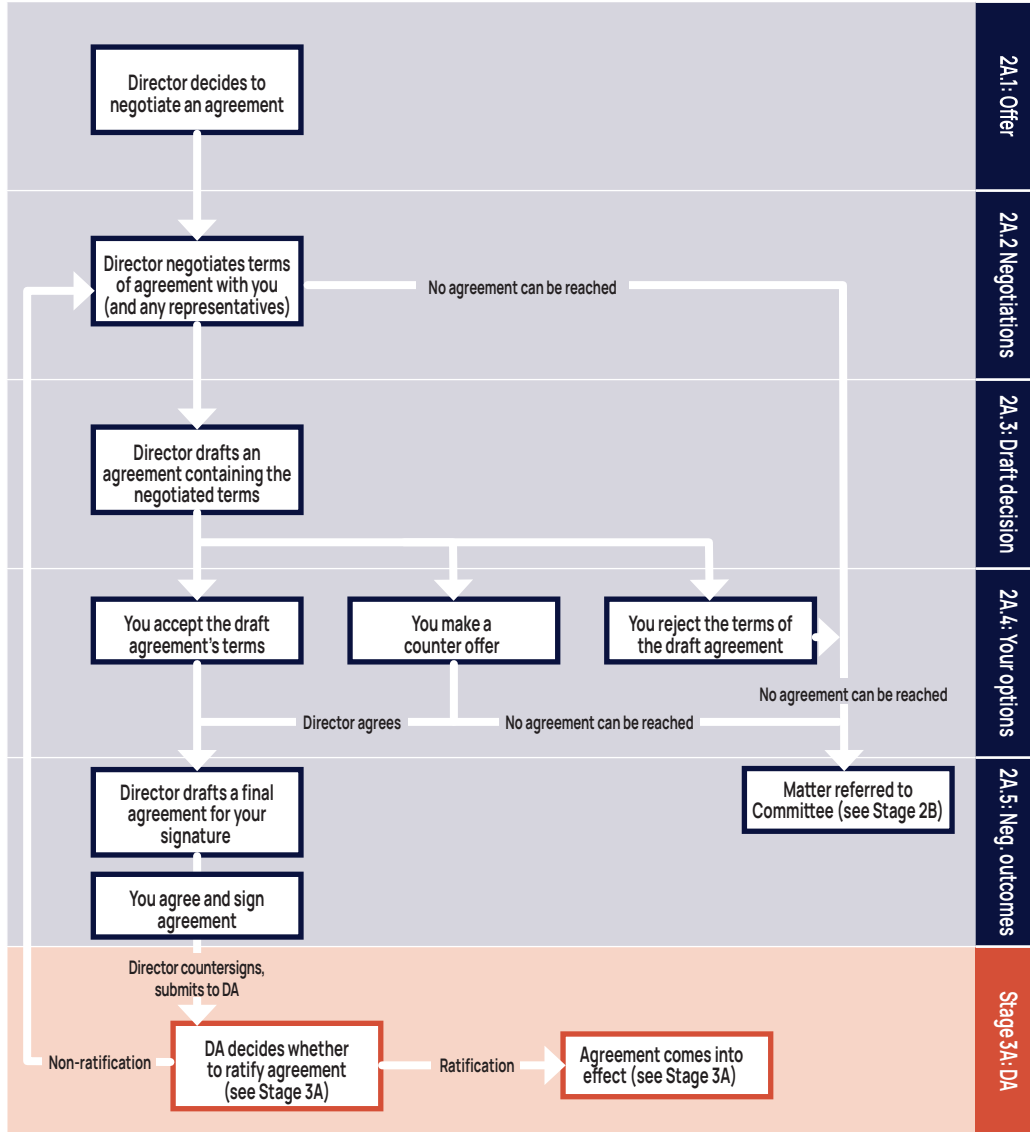 2A.1: Offer
Director decides to
negotiate an agreement
2A.2 Negotiations
Director negotiates terms
of agreement with you
(and any representatives)
No agreement can be reached
2A.3: Draft decision
Director drafts an
agreement containing the
negotiated terms
2A.4: Your options
You accept the draft
agreement's terms
You make a
counter offer
You reject the terms of
the draft agreement
No agreement can be reached
Director agrees
No agreement can be reached
2A.5: Neg. outcomes
Director drafts a final
agreement for your
signature
Matter referred to
Committee (see Stage 2B)
You agree and sign
agreement
Stage 3A: DA
Director countersigns,
submits to DA
Non-ratification
DA decides whether
to ratify agreement
(see Stage 3A)
Ratification
Agreement comes into
effect (see Stage 3A)